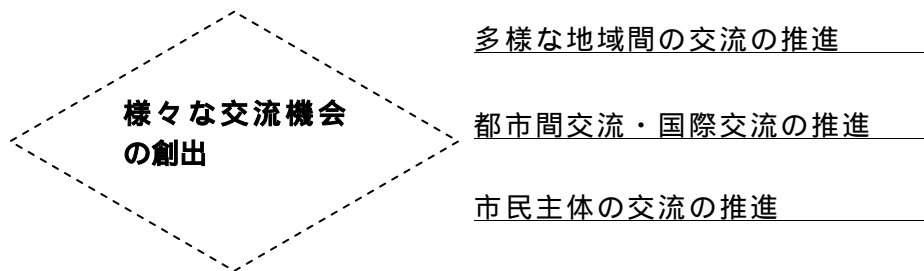 様々な交流機会
の創出
多様な地域間の交流の推進
都市間交流・国際交流の推進
市民主体の交流の推進